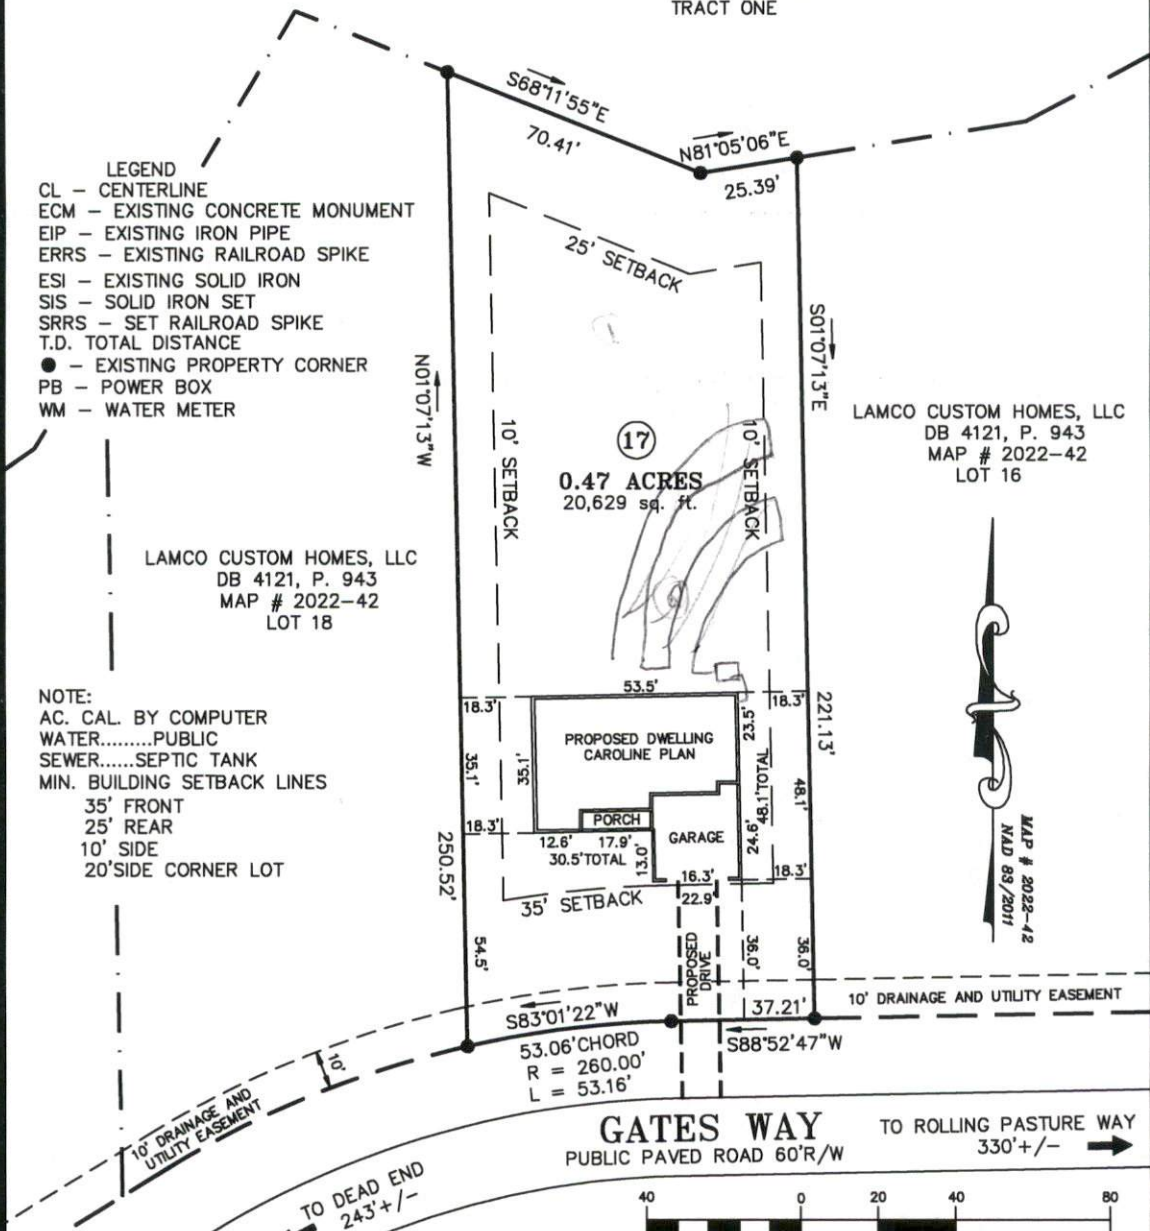 TRACT ONE
S68°11'55"E
70.41'
N81°05'06"E
25.39'
LEGEND
CL – CENTERLINE
ECM – EXISTING CONCRETE MONUMENT
EIP – EXISTING IRON PIPE
ERRS – EXISTING RAILROAD SPIKE
ESI – EXISTING SOLID IRON
SIS – SOLID IRON SET
SRRS – SET RAILROAD SPIKE
T.D. TOTAL DISTANCE
● – EXISTING PROPERTY CORNER
PB – POWER BOX
WM – WATER METER
25' SETBACK
N01°07'13"W
S01°07'13"E
10' SETBACK
10' SETBACK
17
0.47 ACRES
20,629 sq. ft.
LAMCO CUSTOM HOMES, LLC
DB 4121, P. 943
MAP # 2022-42
LOT 16
LAMCO CUSTOM HOMES, LLC
DB 4121, P. 943
MAP # 2022-42
LOT 18
NOTE:
AC. CAL. BY COMPUTER
WATER.........PUBLIC
SEWER......SEPTIC TANK
MIN. BUILDING SETBACK LINES
35' FRONT
25' REAR
10' SIDE
20'SIDE CORNER LOT
53.5'
18.3'
18.3'
35.1'
35.1'
PROPOSED DWELLING
CAROLINE PLAN
23.5'
48.1'TOTAL
48.1'
221.13'
18.3'
PORCH
GARAGE
24.6'
12.6'
17.9'
30.5'TOTAL
13.0'
16.3'
22.9'
18.3'
250.52'
35' SETBACK
54.5'
PROPOSED
DRIVE
36.0'
36.0'
MAP # 2022-42
NAD 83/2011
S83°01'22"W
53.06'CHORD
R = 260.00'
L = 53.16'
37.21'
S88°52'47"W
10' DRAINAGE AND UTILITY EASEMENT
10'
10' DRAINAGE AND
UTILITY EASEMENT
GATES WAY
PUBLIC PAVED ROAD 60'R/W
TO ROLLING PASTURE WAY
330'+/-
TO DEAD END
243'+/-
40 0 20 40 80